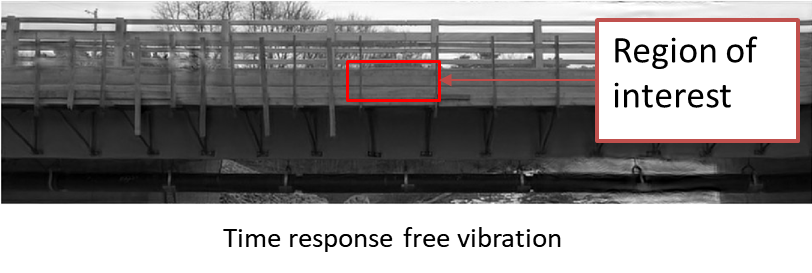 Region of
interest
Time response free vibration